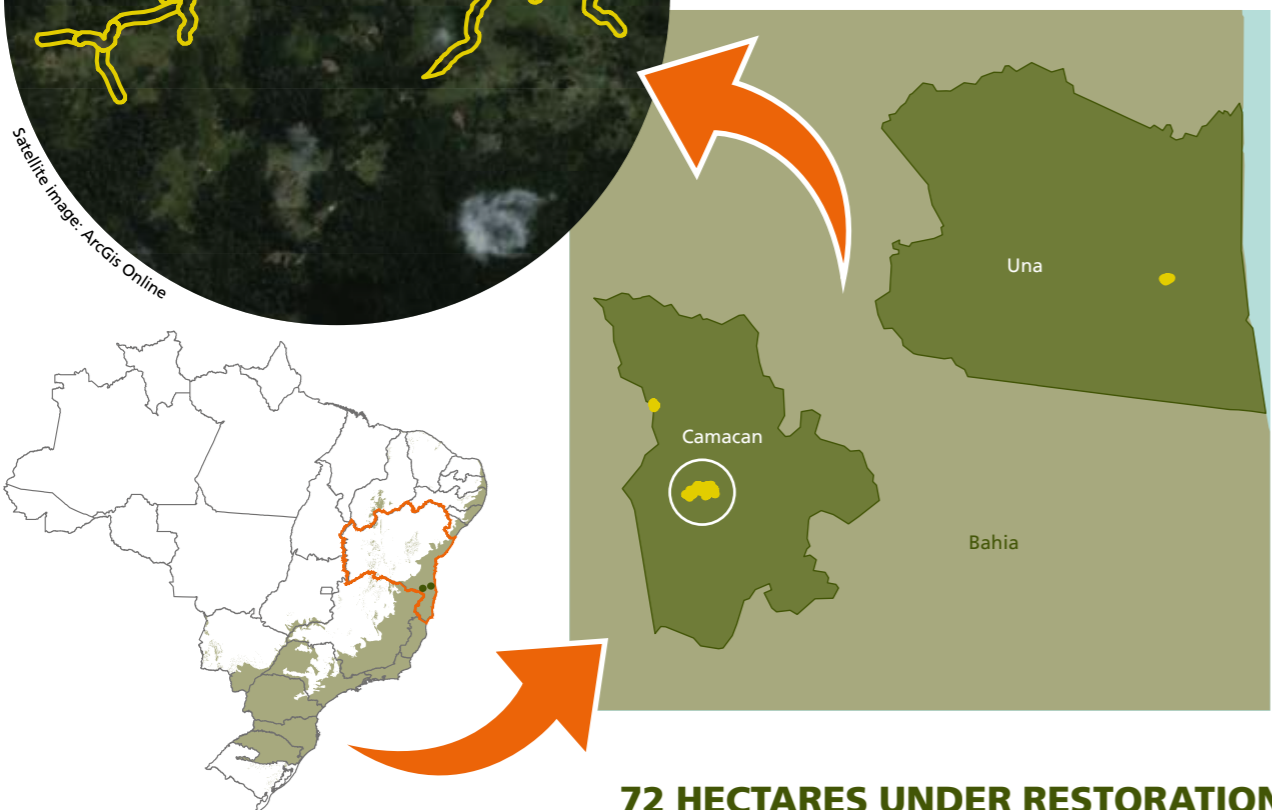 Satellite image: ArcGis Online
Una
Camacan
Bahia
72 HECTARES UNDER RESTORATION